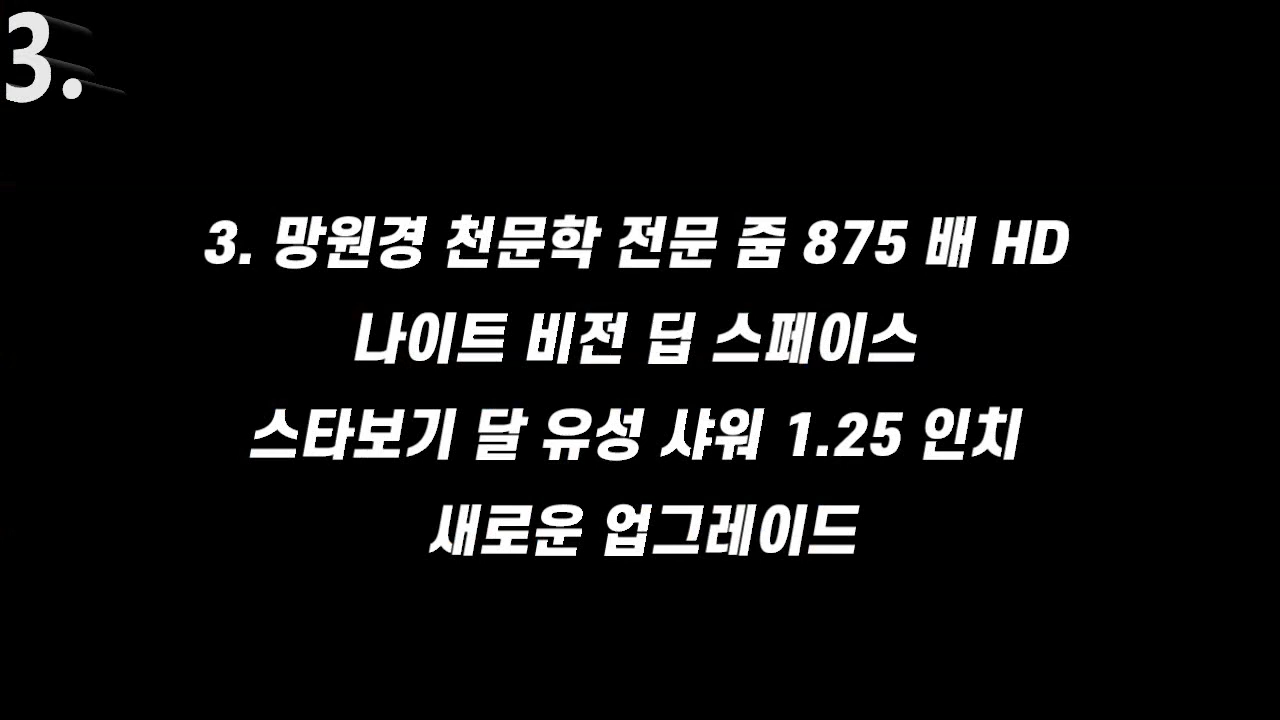 3.
3. 망원경 천문학 전문 줌 875 배 HD
나이트 비전 딥 스페이스
스타보기 달 유성 샤워 1.25 인치
새로운 업그레이드